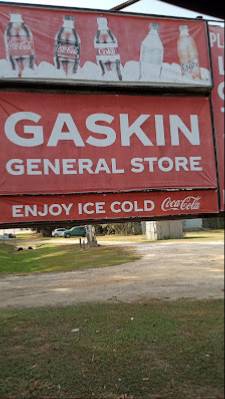 GASKIN
GENERAL STORE
ENJOY ICE COLD Coca-Cola